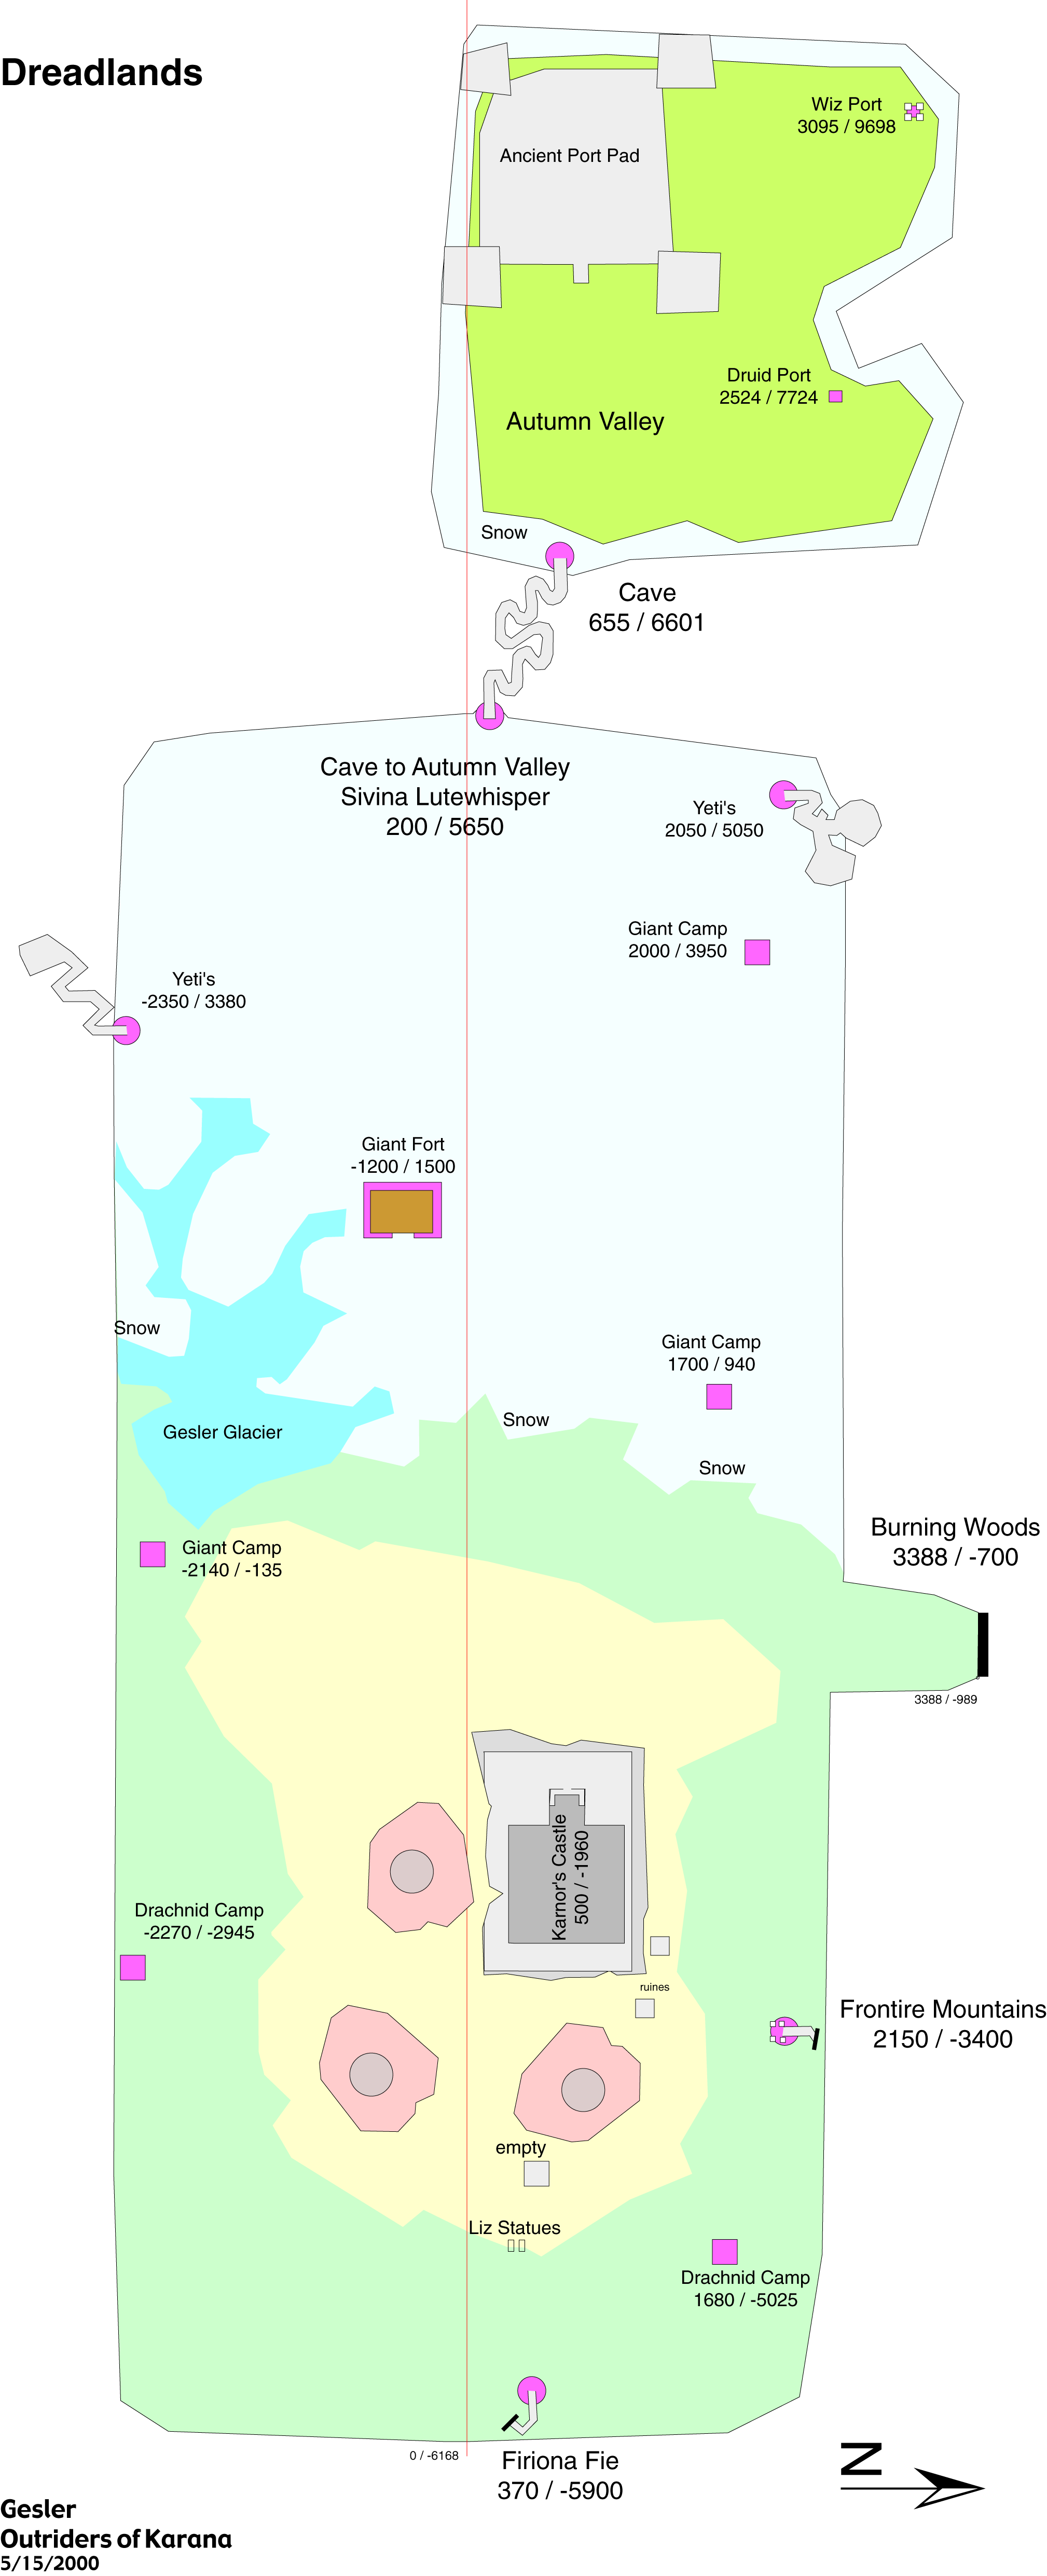 Dreadlands
Wiz Port
3095 / 9698
Ancient Port Pad
Druid Port
2524 / 7724
Autumn Valley
Snow
Cave
655 / 6601
Cave to Autumn Valley
Sivina Lutewhisper
200 / 5650
Yeti's
2050 / 5050
Giant Camp
2000 / 3950
Yeti's
-2350 / 3380
Giant Fort
-1200 / 1500
Snow
Giant Camp
1700 / 940
Snow
Gesler Glacier
Snow
Burning Woods
3388 / -700
Giant Camp
-2140 / -135
3388 / -989
Karnor's Castle
500 / -1960
Drachnid Camp
-2270 / -2945
ruines
Frontire Mountains
2150 / -3400
empty
Liz Statues
Drachnid Camp
1680 / -5025
0 / -6168
Firiona Fie
370 / -5900
N
Gesler
Outriders of Karana
5/15/2000